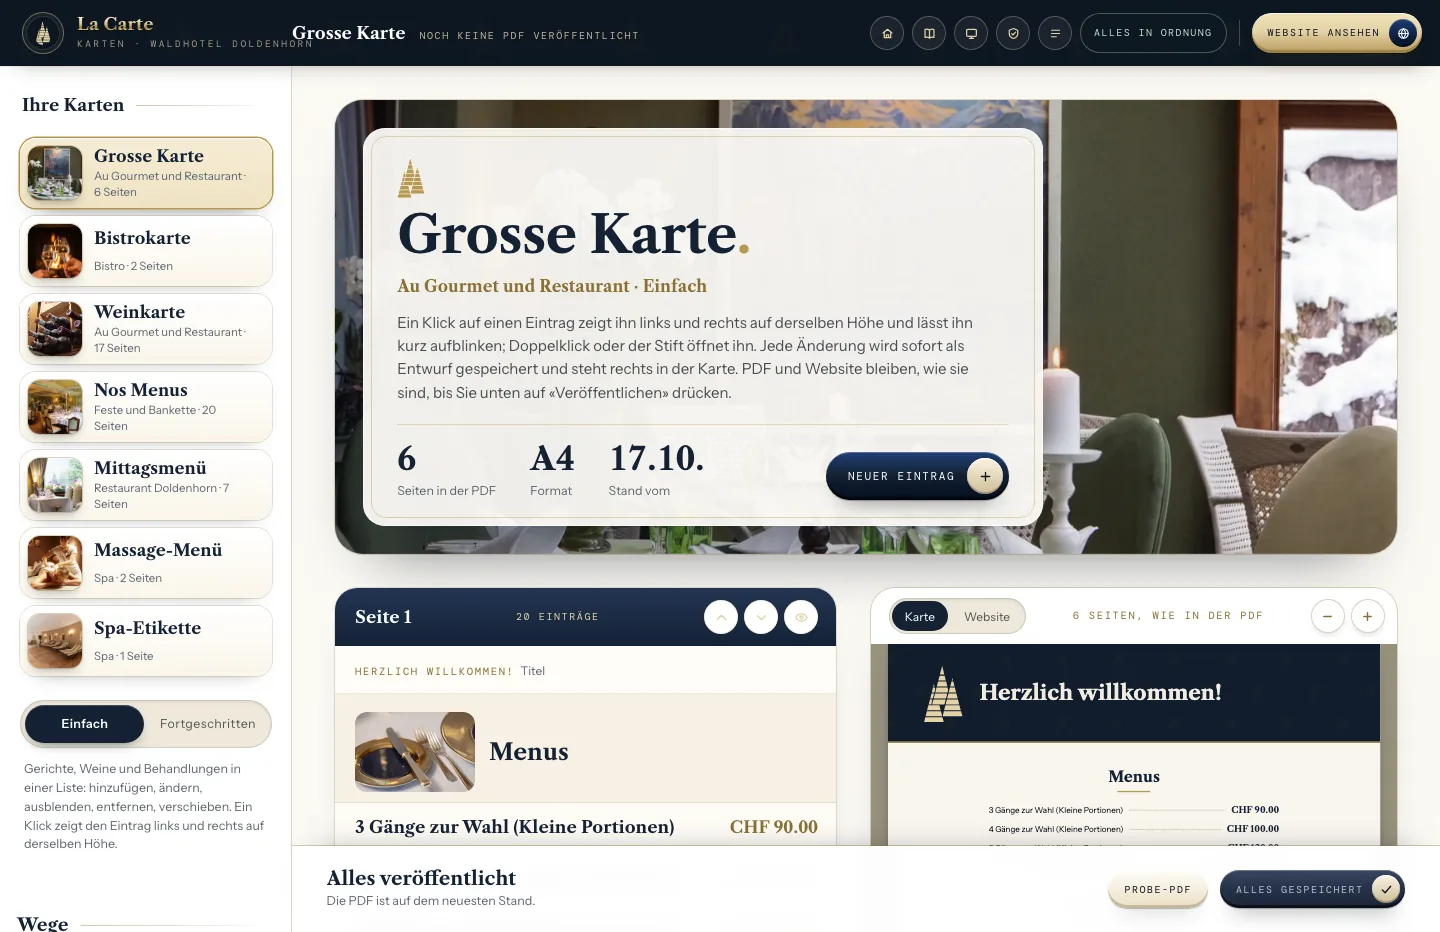 La Carte
KARTEN · WALDHOTEL DOLDENHORN
Grosse Karte
NOCH KEINE PDF VERÖFFENTLICHT
ALLES IN ORDNUNG
WEBSITE ANSEHEN
Ihre Karten
Grosse Karte
Au Gourmet und Restaurant ·
6 Seiten
Bistrokarte
Bistro · 2 Seiten
Weinkarte
Au Gourmet und Restaurant ·
17 Seiten
Nos Menus
Feste und Bankette · 20
Seiten
Mittagsmenü
Restaurant Doldenhorn · 7
Seiten
Massage-Menü
Spa · 2 Seiten
Spa-Etikette
Spa · 1 Seite
Einfach
Fortgeschritten
Gerichte, Weine und Behandlungen in
einer Liste: hinzufügen, ändern,
ausblenden, entfernen, verschieben. Ein
Klick zeigt den Eintrag links und rechts auf
derselben Höhe.
Wege
Grosse Karte.
Au Gourmet und Restaurant · Einfach
Ein Klick auf einen Eintrag zeigt ihn links und rechts auf derselben Höhe und lässt ihn
kurz aufblinken; Doppelklick oder der Stift öffnet ihn. Jede Änderung wird sofort als
Entwurf gespeichert und steht rechts in der Karte. PDF und Website bleiben, wie sie
sind, bis Sie unten auf «Veröffentlichen» drücken.
6
Seiten in der PDF
A4
Format
17.10.
Stand vom
NEUER EINTRAG
Seite 1
20 EINTRÄGE
HERZLICH WILLKOMMEN! Titel
Menus
3 Gänge zur Wahl (Kleine Portionen) CHF 90.00
Karte
Website
6 SEITEN, WIE IN DER PDF
Herzlich willkommen!
Menus
3 Gänge zur Wahl (Kleine Portionen) CHF 90.00
4 Gänge zur Wahl (Kleine Portionen) CHF 100.00
Alles veröffentlicht
Die PDF ist auf dem neuesten Stand.
PROBE-PDF
ALLES GESPEICHERT